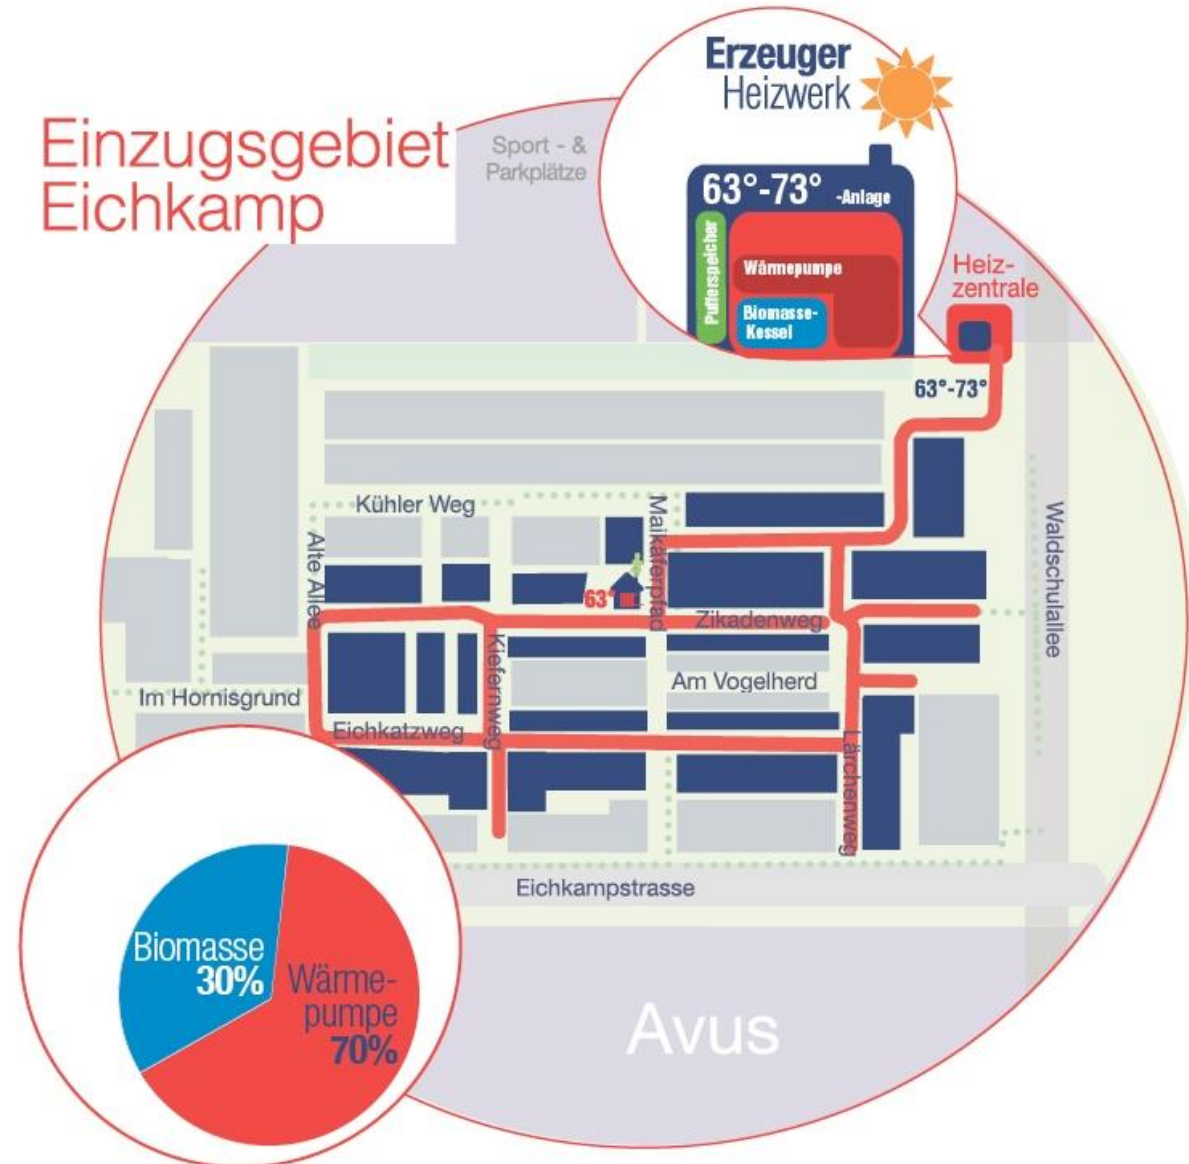 Einzugsgebiet
Eichkamp
Sport - &
Parkplätze
Erzeuger
Heizwerk
63°-73° -Anlage
Pufferspeicher
Wärmepumpe
Biomasse-
Kessel
Heiz-
zentrale
63°-73°
Kühler Weg
Maikäferpfad
Alte Allee
Waldschulallee
63°
Zikadenweg
Kiefernweg
Am Vogelherd
Im Hornisgrund
Eichkatzweg
Lärchenweg
Eichkampstrasse
Biomasse
30%
Wärme-
pumpe
70%
Avus